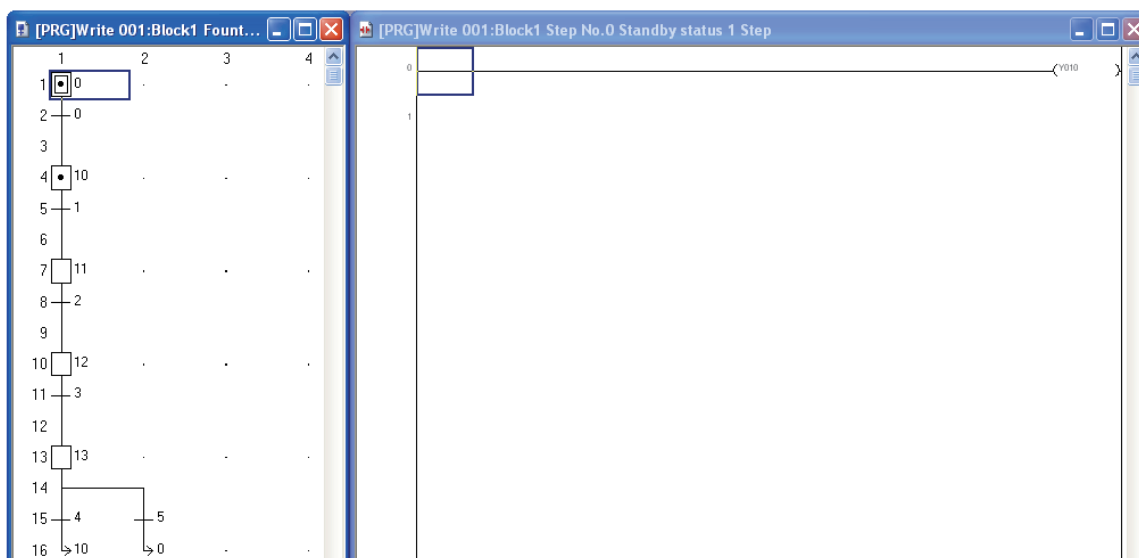 [PRG]Write 001:Block1 Fount...
1 2 3 4
1 0
2 0
3
4 10
5 1
6
7 11
8 2
9
10 12
11 3
12
13 13
14
15 4 5
16 10 0
[PRG]Write 001:Block1 Step No.0 Standby status 1 Step
0 Y010
1